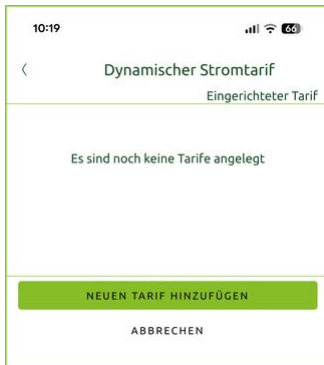 10:19
66
Dynamischer Stromtarif
Eingerichteter Tarif
Es sind noch keine Tarife angelegt
NEUEN TARIF HINZUFÜGEN
ABBRECHEN